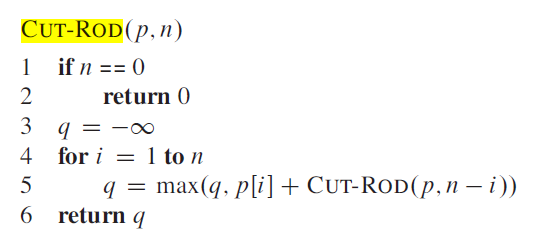 CUT-ROD(p, n)
1 if n == 0
2 return 0
3 q = −∞
4 for i = 1 to n
5 q = max(q, p[i] + CUT-ROD(p, n − i))
6 return q